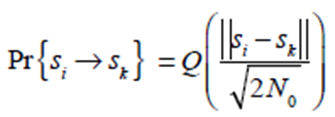 Pr{s_i → s_k} = Q( ||s_i − s_k|| / √(2N_0) )